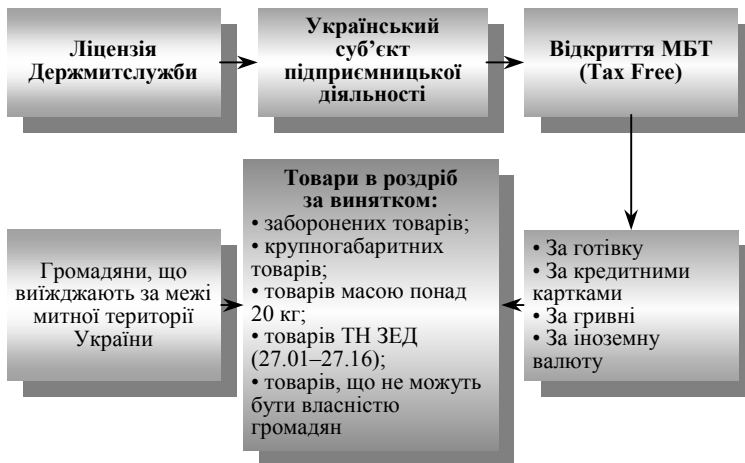 Ліцензія
Держмитслужби
Український
суб’єкт
підприємницької
діяльності
Відкриття МБТ
(Tax Free)
Громадяни, що
виїжджають за межі
митної території
України
Товари в роздріб
за винятком:
• заборонених товарів;
• крупногабаритних
товарів;
• товарів масою понад
20 кг;
• товарів ТН ЗЕД
(27.01–27.16);
• товарів, що не можуть
бути власністю
громадян
• За готівку
• За кредитними
картками
• За гривні
• За іноземну
валюту